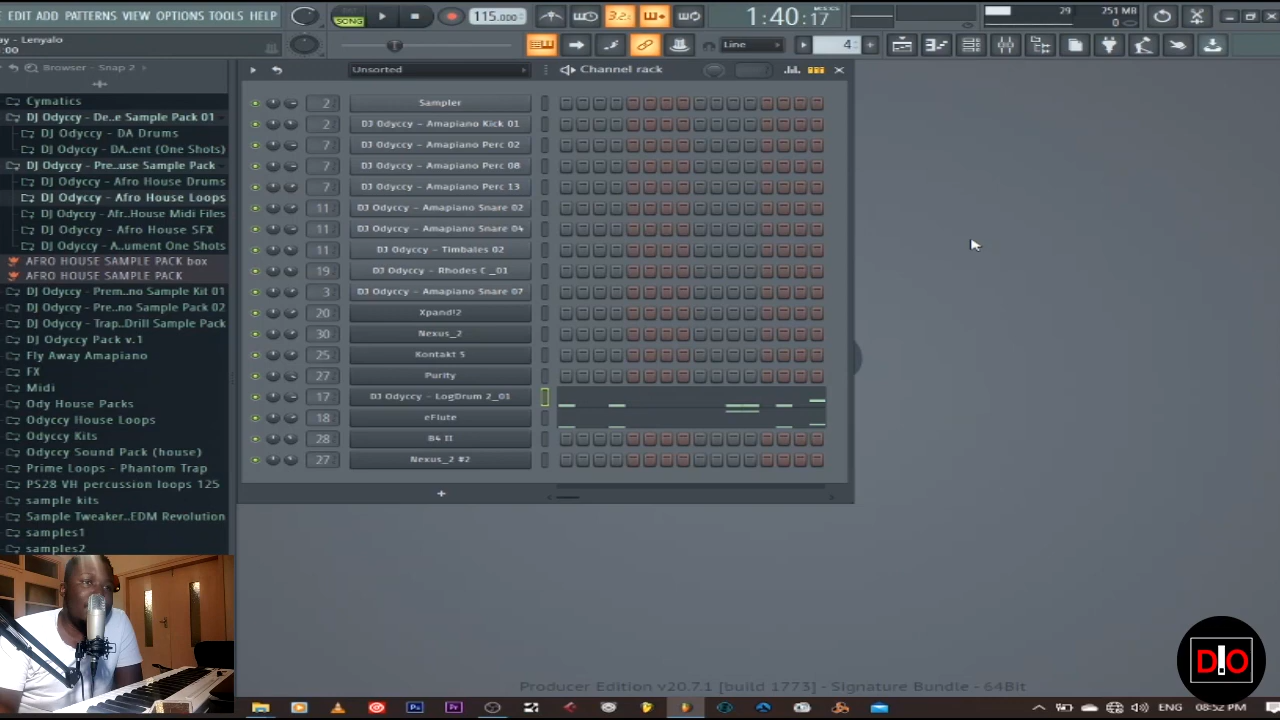 E EDIT ADD PATTERNS VIEW OPTIONS TOOLS HELP
SONG
115.000
3.2
1:40:17
29
251 MB
0
ay - Lenyalo
:00
Line
4
Browser - Snap 2
Unsorted
Channel rack
Cymatics
DJ Odyccy - De..e Sample Pack 01
DJ Odyccy - DA Drums
DJ Odyccy - DA..ent (One Shots)
DJ Odyccy - Pre..use Sample Pack
DJ Odyccy - Afro House Drums
DJ Odyccy - Afro House Loops
DJ Odyccy - Afr..House Midi Files
DJ Odyccy - Afro House SFX
DJ Odyccy - A..ument One Shots
AFRO HOUSE SAMPLE PACK box
AFRO HOUSE SAMPLE PACK
DJ Odyccy - Prem..no Sample Kit 01
DJ Odyccy - Pre..no Sample Pack 02
DJ Odyccy - Trap..Drill Sample Pack
DJ Odyccy Pack v.1
Fly Away Amapiano
FX
Midi
Ody House Packs
Odyccy House Loops
Odyccy Kits
Odyccy Sound Pack (house)
Prime Loops - Phantom Trap
PS28 VH percussion loops 125
sample kits
Sample Tweaker..EDM Revolution
samples1
samples2
2 Sampler
2 DJ Odyccy - Amapiano Kick 01
7 DJ Odyccy - Amapiano Perc 02
7 DJ Odyccy - Amapiano Perc 08
7 DJ Odyccy - Amapiano Perc 13
11 DJ Odyccy - Amapiano Snare 02
11 DJ Odyccy - Amapiano Snare 04
11 DJ Odyccy - Timbales 02
19 DJ Odyccy - Rhodes C _01
3 DJ Odyccy - Amapiano Snare 07
20 Xpand!2
30 Nexus_2
25 Kontakt 5
27 Purity
17 DJ Odyccy - LogDrum 2_01
18 eFlute
28 B4 II
27 Nexus_2 #2
+
D!O
Producer Edition v20.7.1 [build 1773] - Signature Bundle - 64Bit
Ps
Pr
ENG
08:52 PM